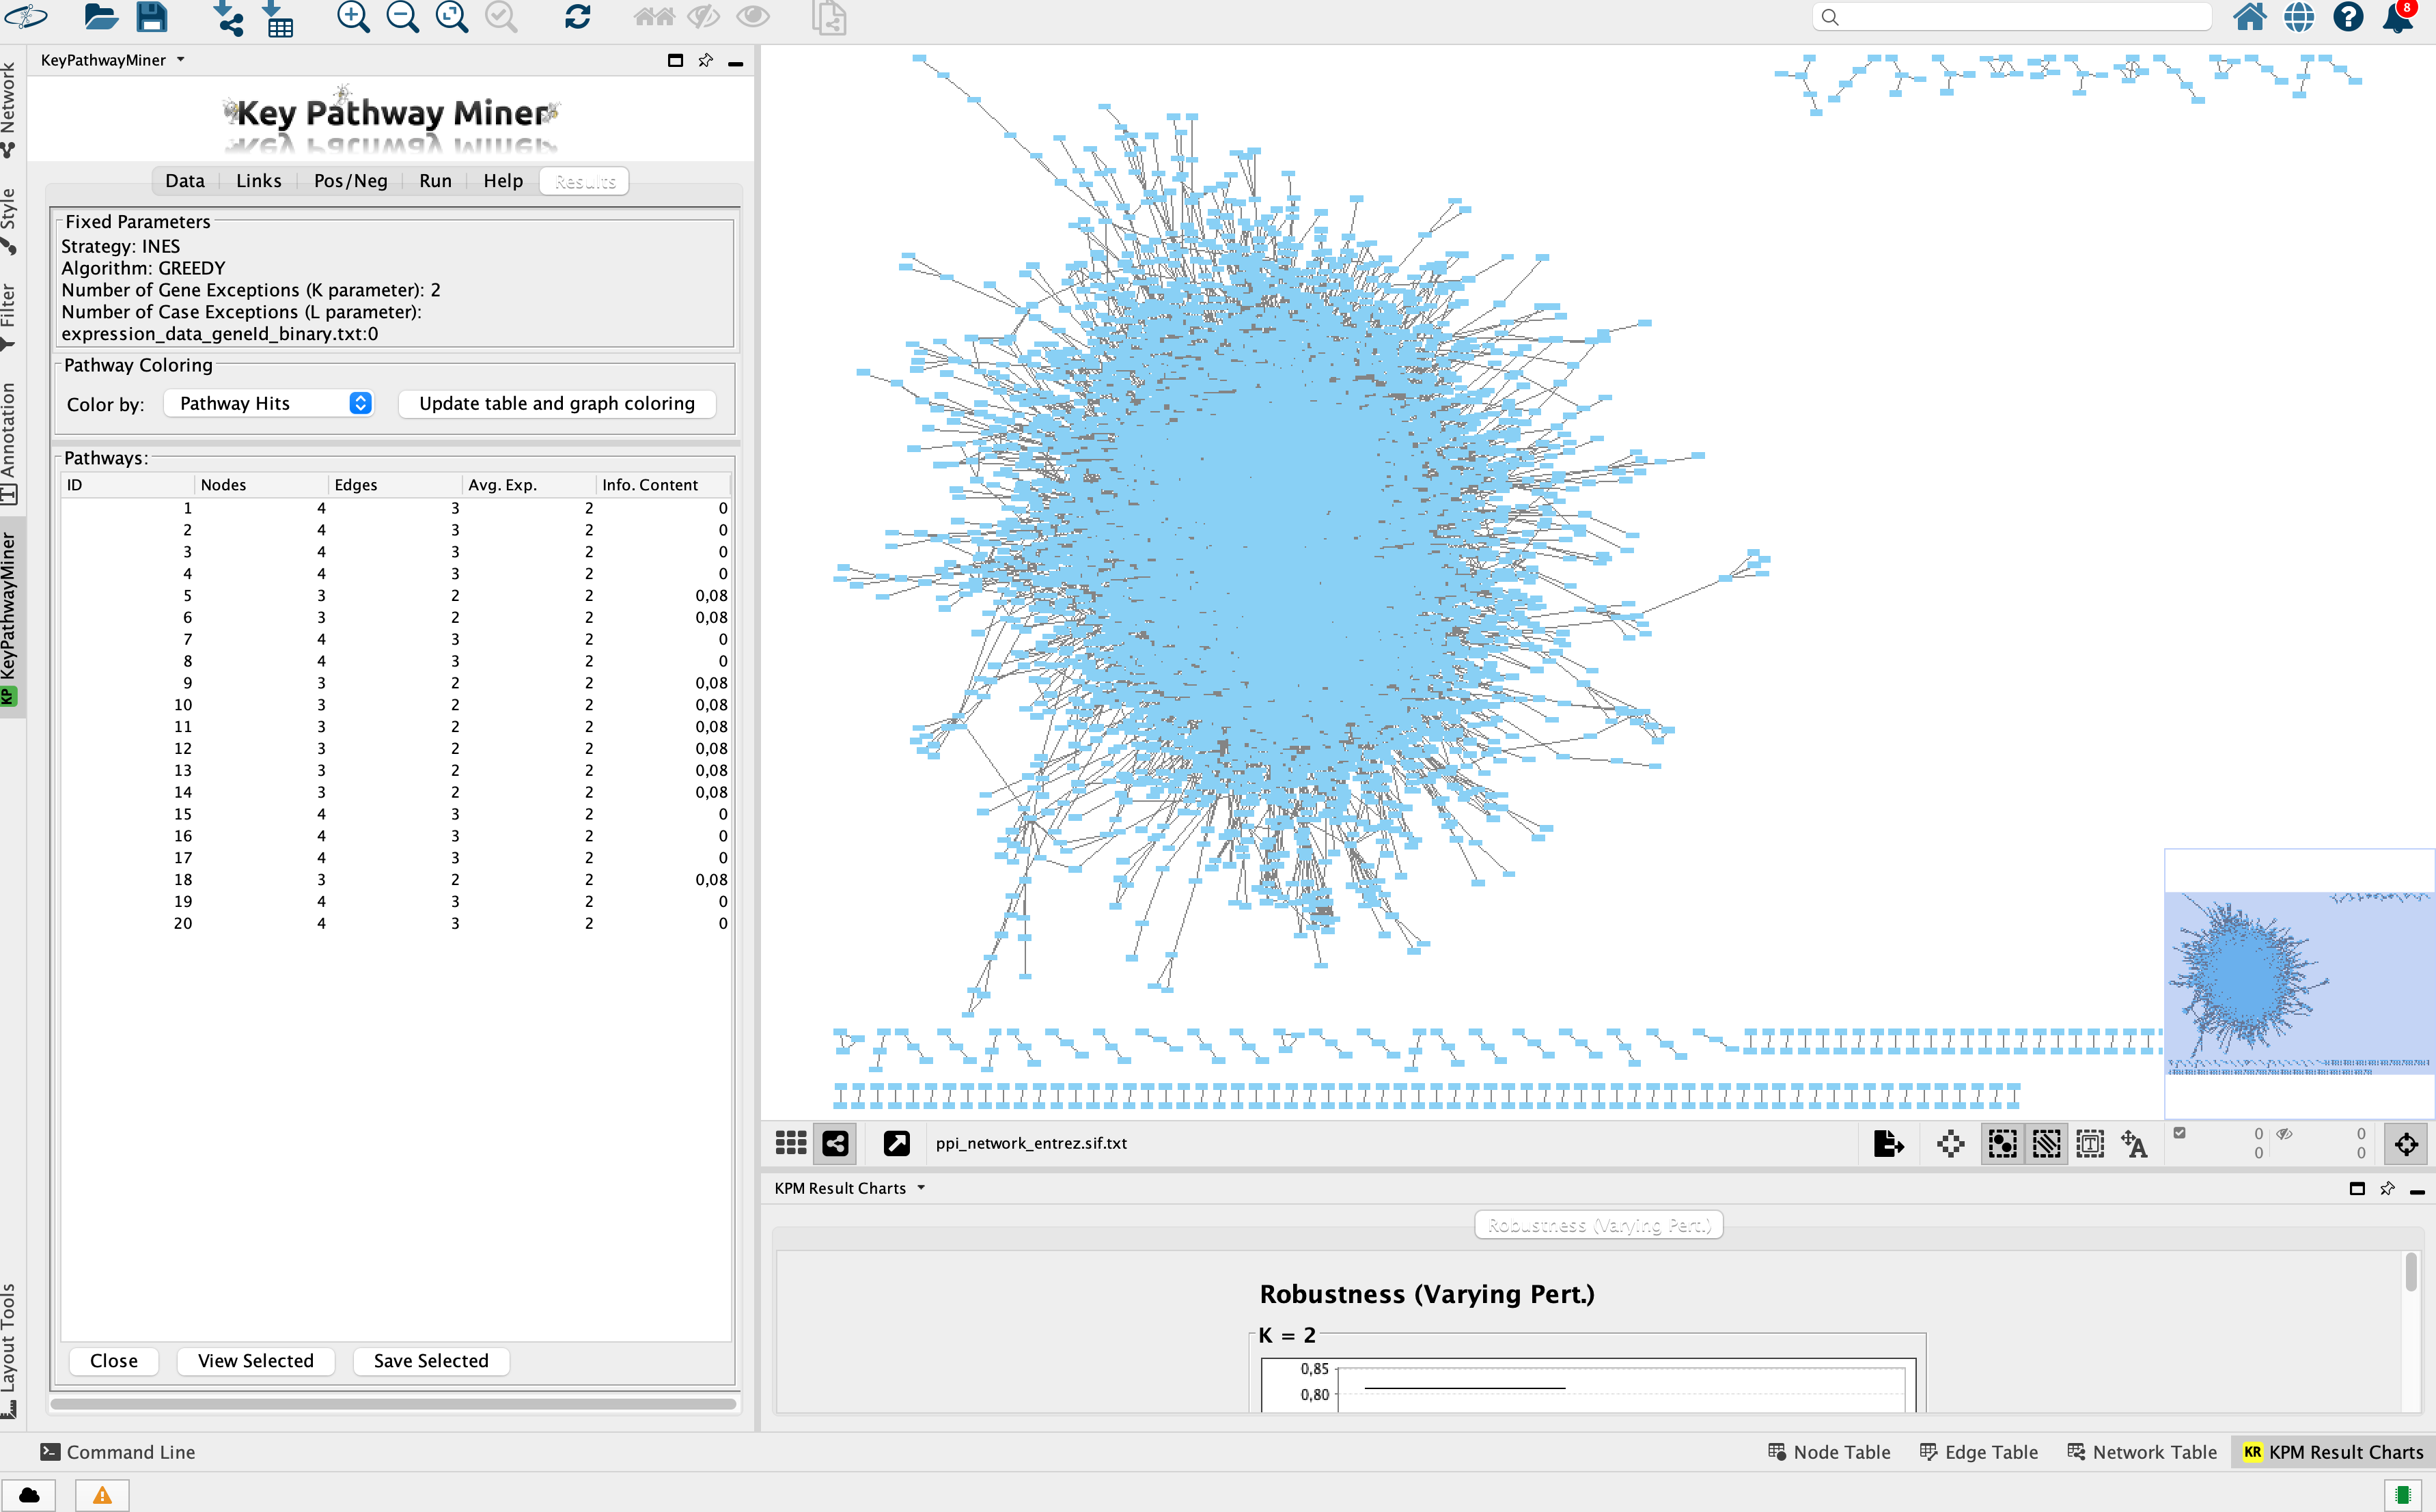 8
KeyPathwayMiner
Key Pathway Miner
Data Links Pos/Neg Run Help Results
Fixed Parameters
Strategy: INES
Algorithm: GREEDY
Number of Gene Exceptions (K parameter): 2
Number of Case Exceptions (L parameter):
expression_data_geneId_binary.txt:0
Pathway Coloring
Color by: Pathway Hits Update table and graph coloring
Pathways:
ID Nodes Edges Avg. Exp. Info. Content
1 4 3 2 0
2 4 3 2 0
3 4 3 2 0
4 4 3 2 0
5 3 2 2 0,08
6 3 2 2 0,08
7 4 3 2 0
8 4 3 2 0
9 3 2 2 0,08
10 3 2 2 0,08
11 3 2 2 0,08
12 3 2 2 0,08
13 3 2 2 0,08
14 3 2 2 0,08
15 4 3 2 0
16 4 3 2 0
17 4 3 2 0
18 3 2 2 0,08
19 4 3 2 0
20 4 3 2 0
Close View Selected Save Selected
Network
Style
Filter
Annotation
KP KeyPathwayMiner
Layout Tools
ppi_network_entrez.sif.txt
0 0
0 0
KPM Result Charts
Robustness (Varying Pert.)
Robustness (Varying Pert.)
K = 2
0,85
0,80
Command Line
Node Table Edge Table Network Table KR KPM Result Charts